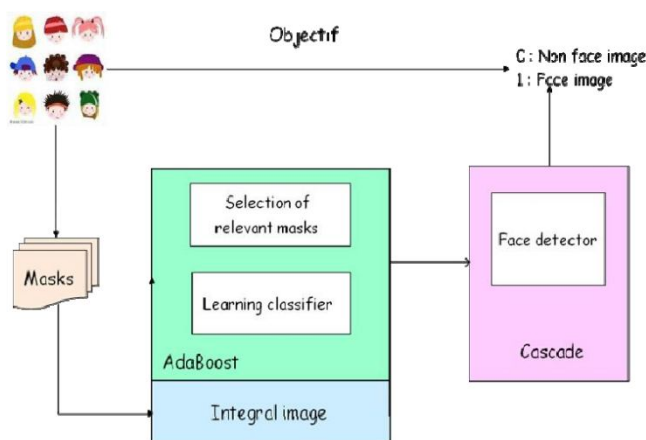 Objectif
0 : Non face image
1 : Face image
Selection of
relevant masks
Face detector
Masks
Learning classifier
AdaBoost
Cascade
Integral image